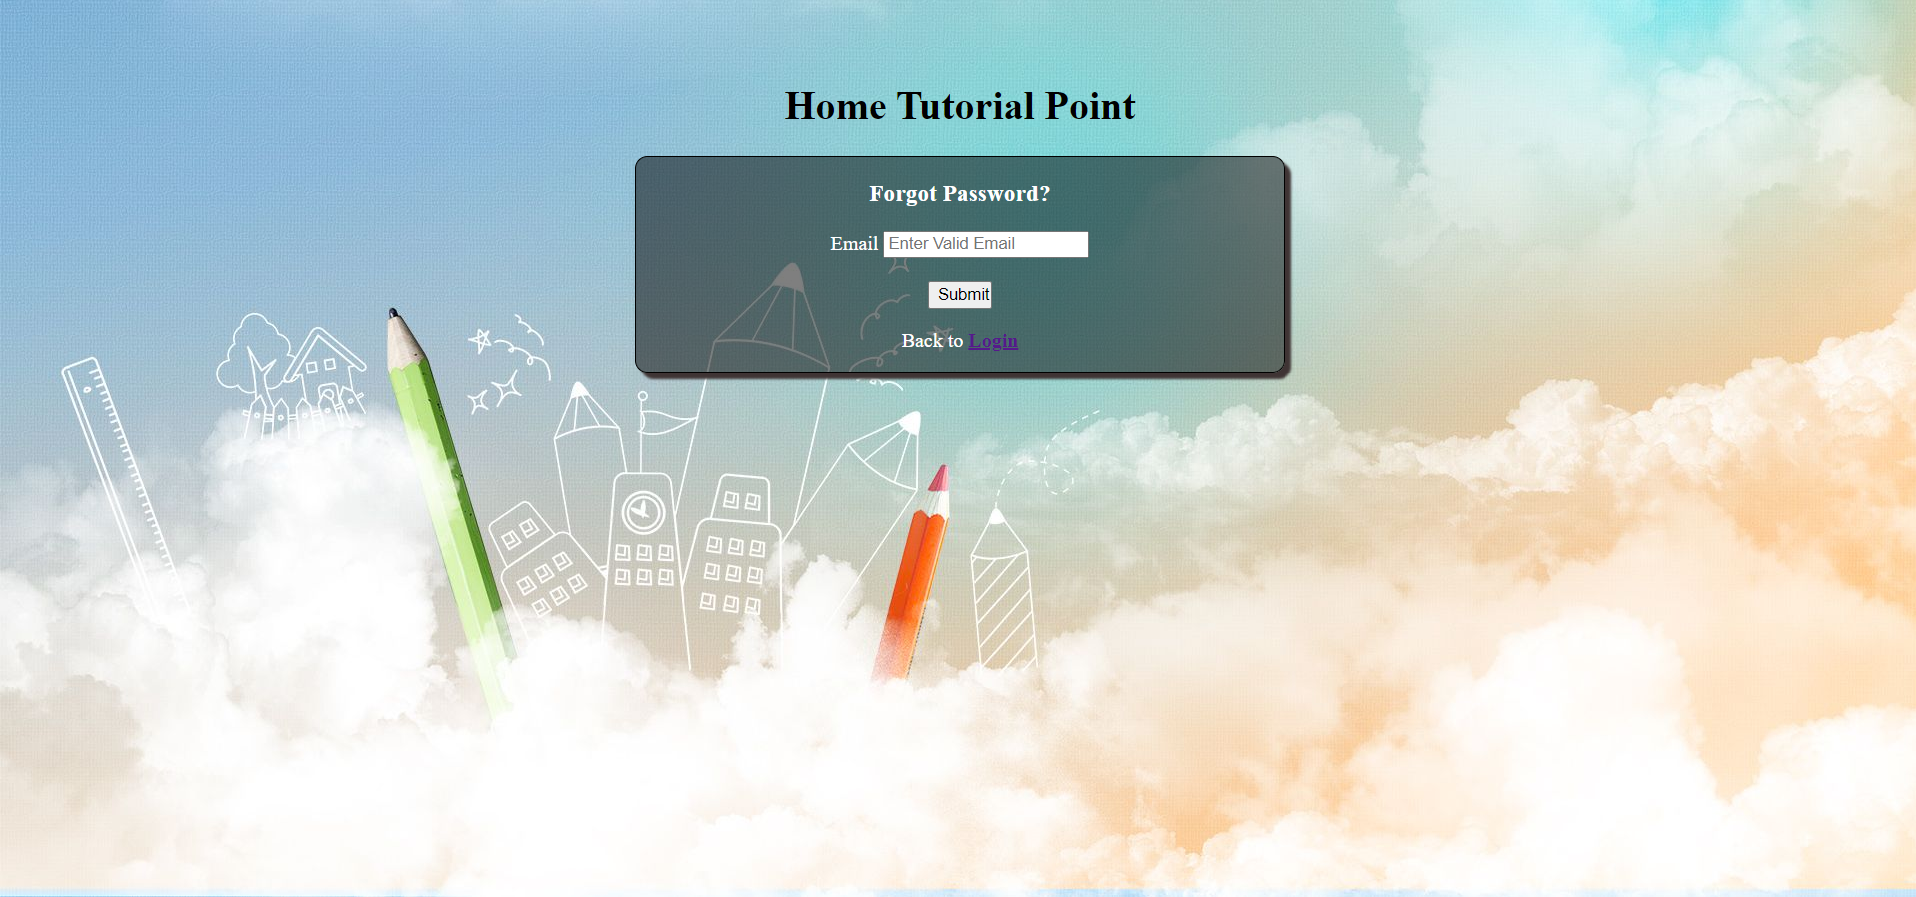 Home Tutorial Point
Forgot Password?
Email Enter Valid Email
Submit
Back to Login